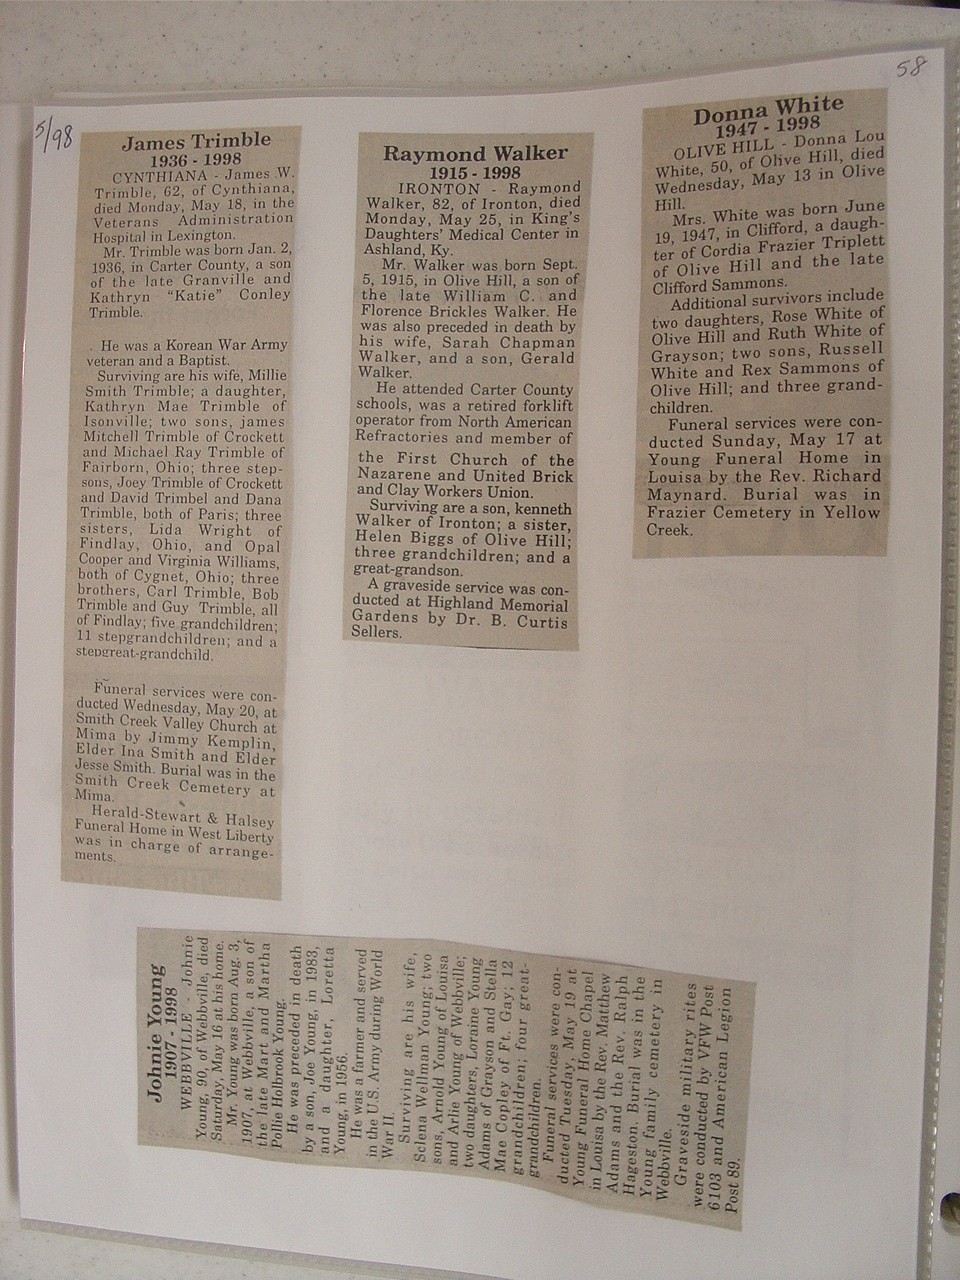 58
5/98
James Trimble
1936 - 1998
CYNTHIANA - James W.
Trimble, 62, of Cynthiana,
died Monday, May 18, in the
Veterans Administration
Hospital in Lexington.
Mr. Trimble was born Jan. 2,
1936, in Carter County, a son
of the late Granville and
Kathryn "Katie" Conley
Trimble.
He was a Korean War Army
veteran and a Baptist.
Surviving are his wife, Millie
Smith Trimble; a daughter,
Kathryn Mae Trimble of
Isonville; two sons, james
Mitchell Trimble of Crockett
and Michael Ray Trimble of
Fairborn, Ohio; three step-
sons, Joey Trimble of Crockett
and David Trimbel and Dana
Trimble, both of Paris; three
sisters, Lida Wright of
Findlay, Ohio, and Opal
Cooper and Virginia Williams,
both of Cygnet, Ohio; three
brothers, Carl Trimble, Bob
Trimble and Guy Trimble, all
of Findlay; five grandchildren;
11 stepgrandchildren; and a
stepgreat-grandchild.
Funeral services were con-
ducted Wednesday, May 20, at
Smith Creek Valley Church at
Mima by Jimmy Kemplin,
Elder Ina Smith and Elder
Jesse Smith. Burial was in the
Smith Creek Cemetery at
Mima.
Herald-Stewart & Halsey
Funeral Home in West Liberty
was in charge of arrange-
ments.
Raymond Walker
1915 - 1998
IRONTON - Raymond
Walker, 82, of Ironton, died
Monday, May 25, in King's
Daughters' Medical Center in
Ashland, Ky.
Mr. Walker was born Sept.
5, 1915, in Olive Hill, a son of
the late William C. and
Florence Brickles Walker. He
was also preceded in death by
his wife, Sarah Chapman
Walker, and a son, Gerald
Walker.
He attended Carter County
schools, was a retired forklift
operator from North American
Refractories and member of
the First Church of the
Nazarene and United Brick
and Clay Workers Union.
Surviving are a son, kenneth
Walker of Ironton; a sister,
Helen Biggs of Olive Hill;
three grandchildren; and a
great-grandson.
A graveside service was con-
ducted at Highland Memorial
Gardens by Dr. B. Curtis
Sellers.
Donna White
1947 - 1998
OLIVE HILL - Donna Lou
White, 50, of Olive Hill, died
Wednesday, May 13 in Olive
Hill.
Mrs. White was born June
19, 1947, in Clifford, a daugh-
ter of Cordia Frazier Triplett
of Olive Hill and the late
Clifford Sammons.
Additional survivors include
two daughters, Rose White of
Olive Hill and Ruth White of
Grayson; two sons, Russell
White and Rex Sammons of
Olive Hill; and three grand-
children.
Funeral services were con-
ducted Sunday, May 17 at
Young Funeral Home in
Louisa by the Rev. Richard
Maynard. Burial was in
Frazier Cemetery in Yellow
Creek.
Johnie Young
1907 - 1998
WEBBVILLE - Johnie
Young, 90, of Webbville, died
Saturday, May 16 at his home.
Mr. Young was born Aug. 3,
1907, at Webbville, a son of
the late Mart and Martha
Pollie Holbrook Young.
He was preceded in death
by a son, Joe Young, in 1983,
and a daughter, Loretta
Young, in 1956.
He was a farmer and served
in the U.S. Army during World
War II.
Surviving are his wife,
Sclena Wellman Young; two
sons, Arnold Young of Louisa
and Arlie Young of Webbville;
two daughters, Loraine Young
Adams of Grayson and Stella
Mae Copley of Ft. Gay; 12
grandchildren; four great-
grandchildren.
Funeral services were con-
ducted Tuesday, May 19 at
Young Funeral Home Chapel
in Louisa by the Rev. Matthew
Adams and the Rev. Ralph
Hageston. Burial was in the
Young family cemetery in
Webbville.
Graveside military rites
were conducted by VFW Post
6103 and American Legion
Post 89.